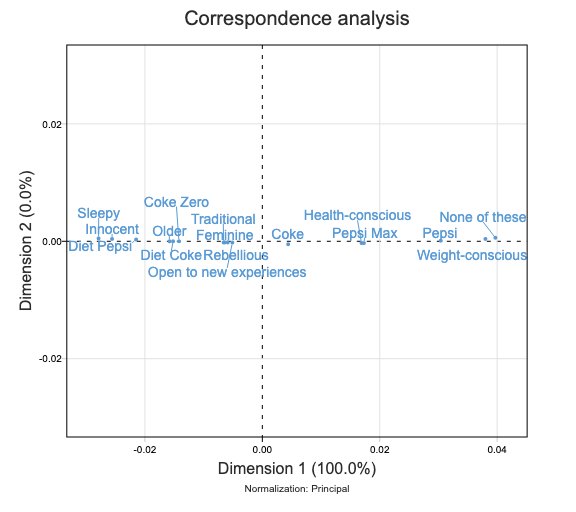 Correspondence analysis
Dimension 2 (0.0%)
0.02
0.00
-0.02
Coke Zero
Sleepy
Traditional
Health-conscious
None of these
Innocent
Older
Feminine
Coke
Pepsi Max
Pepsi
Diet Pepsi
Diet Coke
Rebellious
Weight-conscious
Open to new experiences
-0.02
0.00
0.02
0.04
Dimension 1 (100.0%)
Normalization: Principal